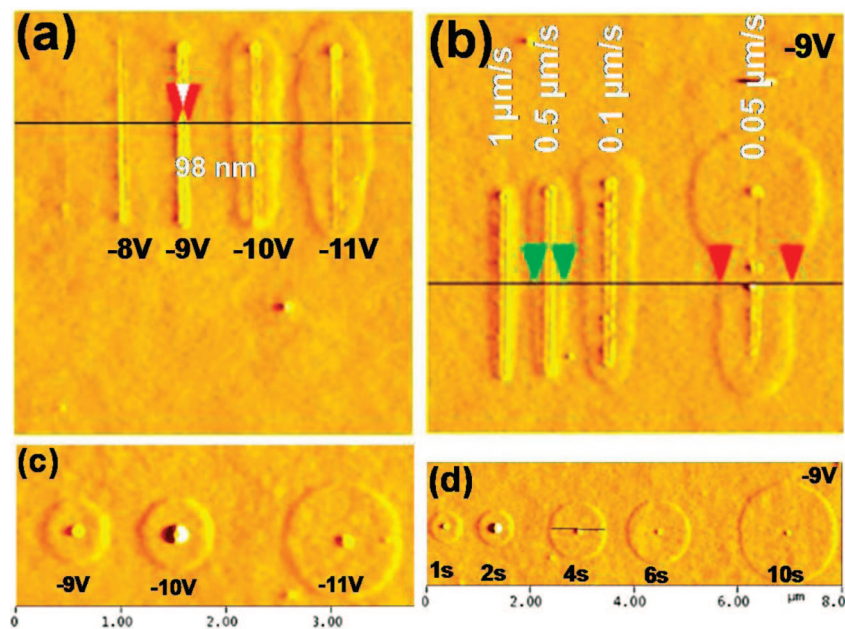 (a)
98 nm
-8V -9V -10V -11V
(b)
-9V
1 µm/s
0.5 µm/s
0.1 µm/s
0.05 µm/s
(c)
-9V -10V -11V
0 1.00 2.00 3.00
(d)
-9V
1s 2s 4s 6s 10s
0 2.00 4.00 6.00 µm 8.0